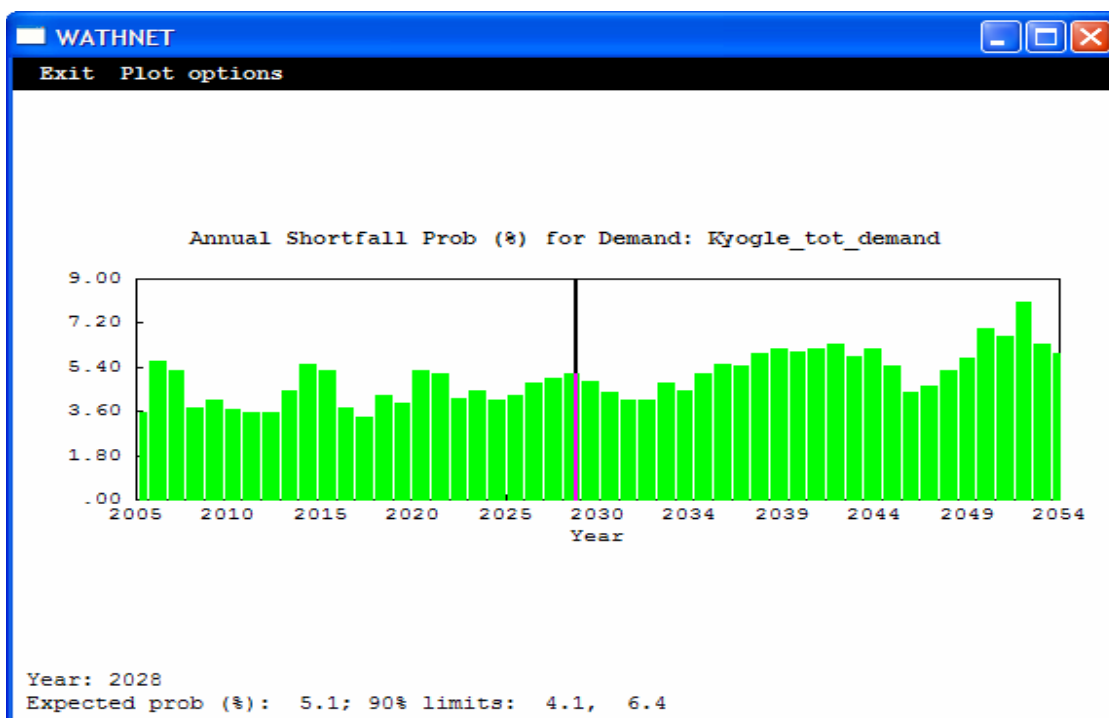 WATHNET
Exit Plot options
Annual Shortfall Prob (%) for Demand: Kyogle_tot_demand
9.00
7.20
5.40
3.60
1.80
.00
2005 2010 2015 2020 2025 2030 2034 2039 2044 2049 2054
Year
Year: 2028
Expected prob (%): 5.1; 90% limits: 4.1, 6.4